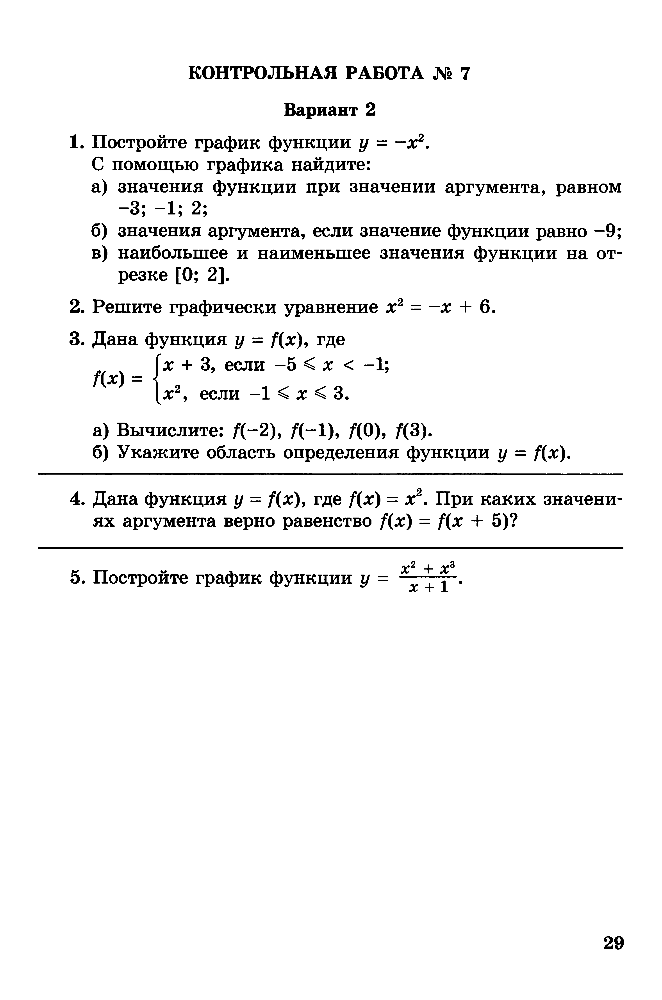 КОНТРОЛЬНАЯ РАБОТА № 7
Вариант 2
1. Постройте график функции y = −x².
С помощью графика найдите:
а) значения функции при значении аргумента, равном
−3; −1; 2;
б) значения аргумента, если значение функции равно −9;
в) наибольшее и наименьшее значения функции на от-
резке [0; 2].
2. Решите графически уравнение x² = −x + 6.
3. Дана функция y = f(x), где
f(x) = { x + 3, если −5 ⩽ x < −1;
x², если −1 ⩽ x ⩽ 3.
а) Вычислите: f(−2), f(−1), f(0), f(3).
б) Укажите область определения функции y = f(x).
4. Дана функция y = f(x), где f(x) = x². При каких значени-
ях аргумента верно равенство f(x) = f(x + 5)?
5. Постройте график функции y = (x² + x³)/(x + 1).
29